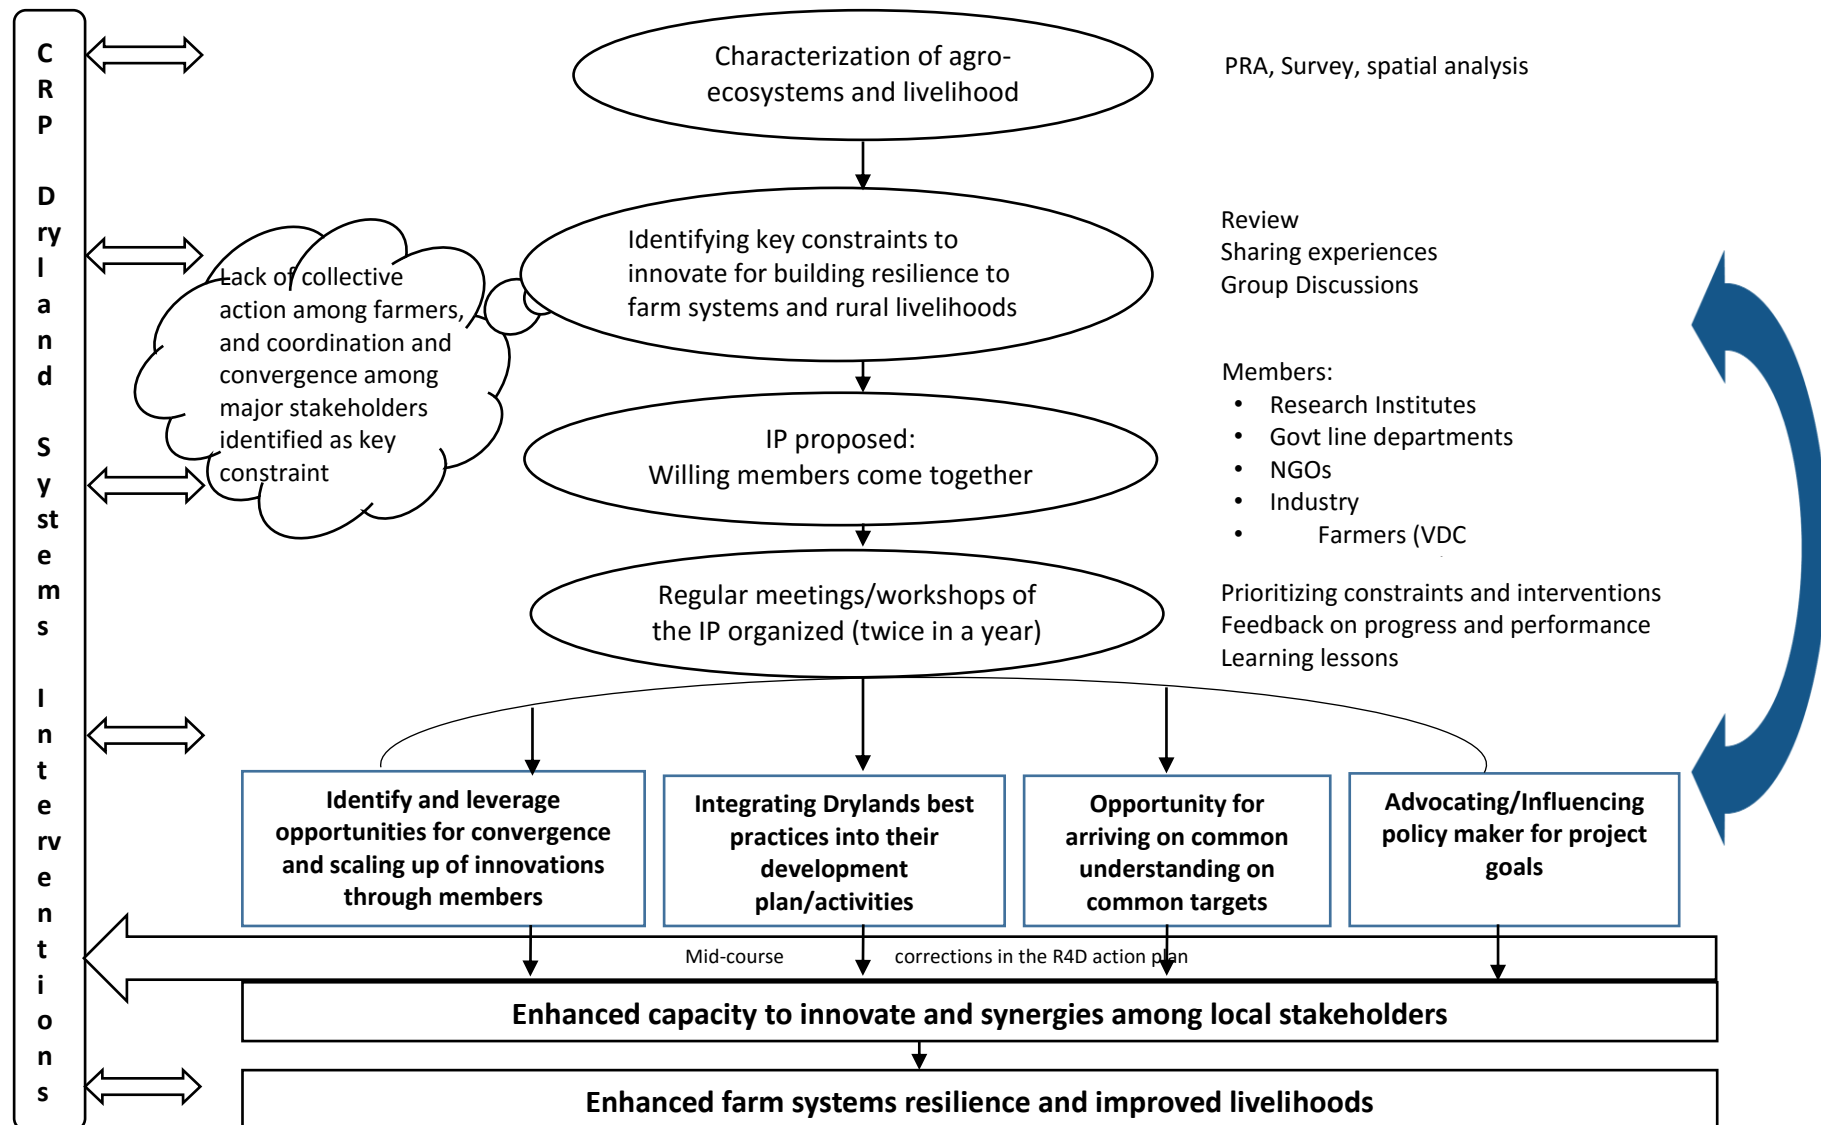 C
R
P
D
ry
l
a
n
d
S
y
st
e
m
s
I
n
t
e
rv
e
n
t
i
o
n
s
Characterization of agro-
ecosystems and livelihood
PRA, Survey, spatial analysis
Identifying key constraints to
innovate for building resilience to
farm systems and rural livelihoods
Review
Sharing experiences
Group Discussions
Lack of collective
action among farmers,
and coordination and
convergence among
major stakeholders
identified as key
constraint
IP proposed:
Willing members come together
Members:
• Research Institutes
• Govt line departments
• NGOs
• Industry
• Farmers (VDC
Regular meetings/workshops of
the IP organized (twice in a year)
Prioritizing constraints and interventions
Feedback on progress and performance
Learning lessons
Identify and leverage
opportunities for convergence
and scaling up of innovations
through members
Integrating Drylands best
practices into their
development
plan/activities
Opportunity for
arriving on common
understanding on
common targets
Advocating/Influencing
policy maker for project
goals
Mid-course corrections in the R4D action plan
Enhanced capacity to innovate and synergies among local stakeholders
Enhanced farm systems resilience and improved livelihoods